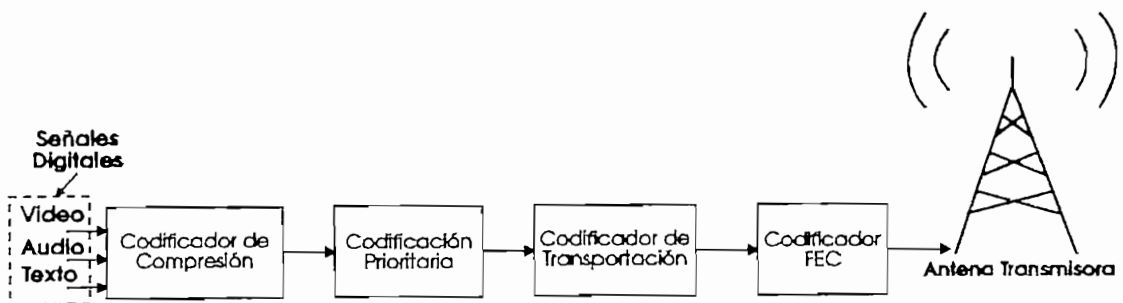 Señales
Digitales
Video
Audio
Texto
Codificador de
Compresión
Codificación
Prioritaria
Codificador de
Transportación
Codificador
FEC
Antena Transmisora